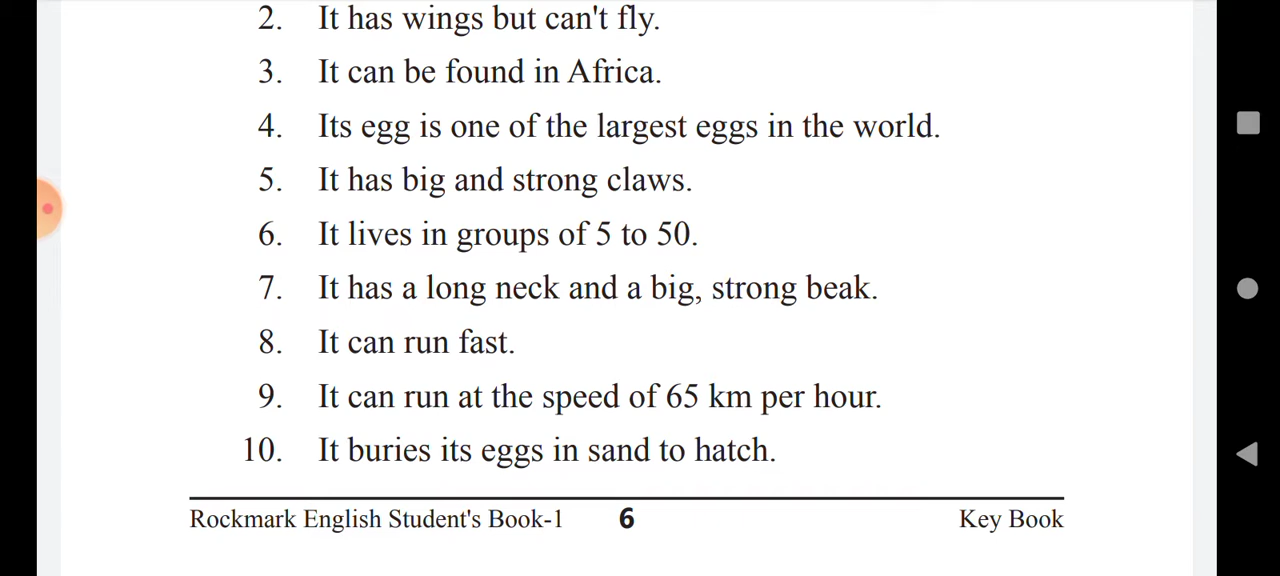 2. It has wings but can't fly.
3. It can be found in Africa.
4. Its egg is one of the largest eggs in the world.
5. It has big and strong claws.
6. It lives in groups of 5 to 50.
7. It has a long neck and a big, strong beak.
8. It can run fast.
9. It can run at the speed of 65 km per hour.
10. It buries its eggs in sand to hatch.
Rockmark English Student's Book-1 6 Key Book